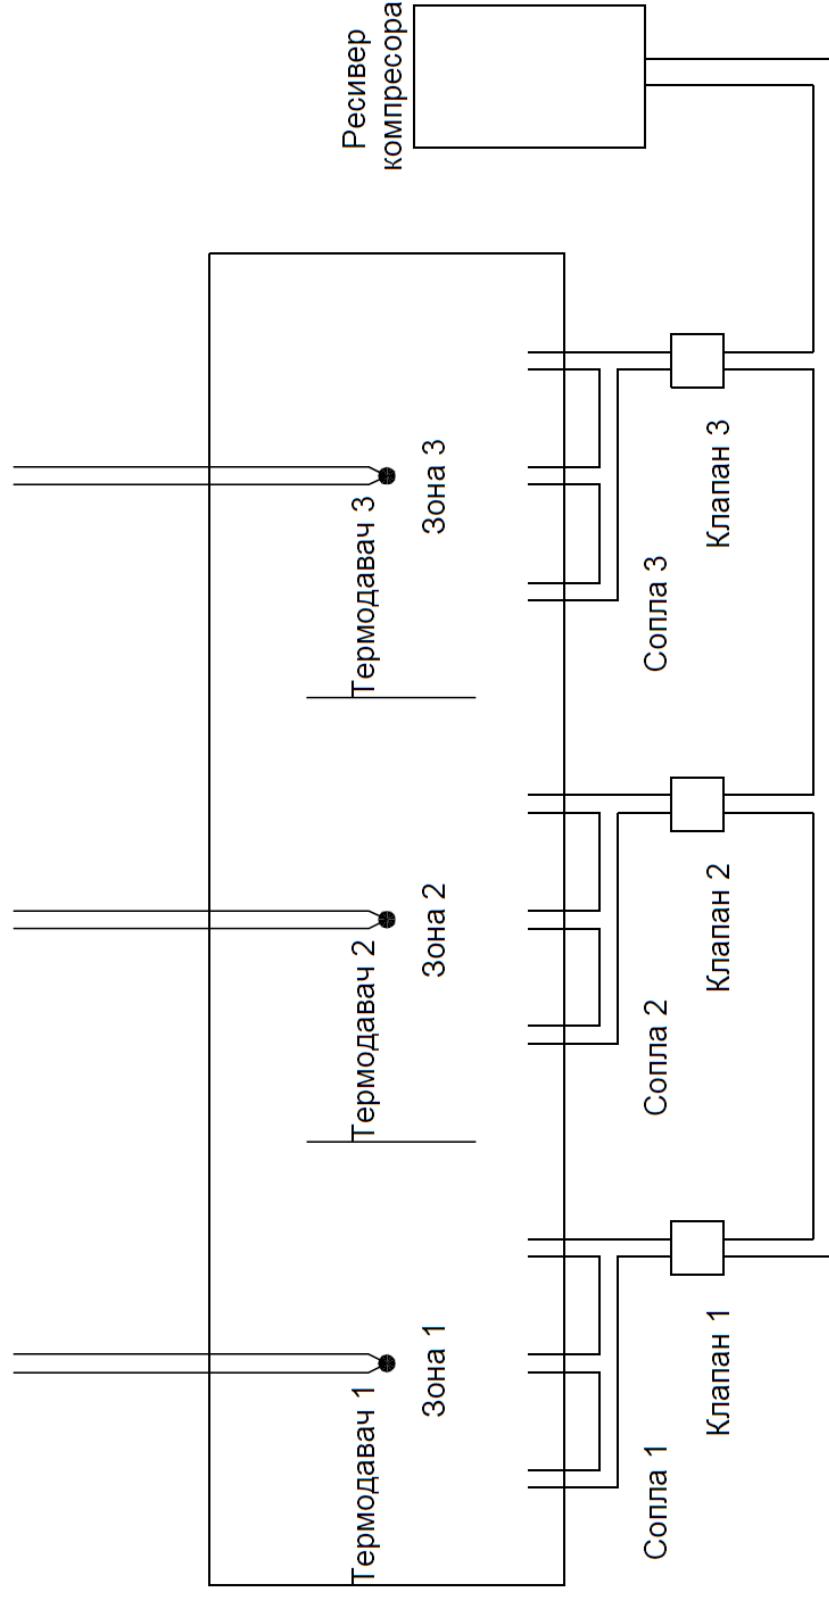 Ресивер
компресора
Термодавач 1
Термодавач 2
Термодавач 3
Зона 1
Зона 2
Зона 3
Сопла 1
Сопла 2
Сопла 3
Клапан 1
Клапан 2
Клапан 3